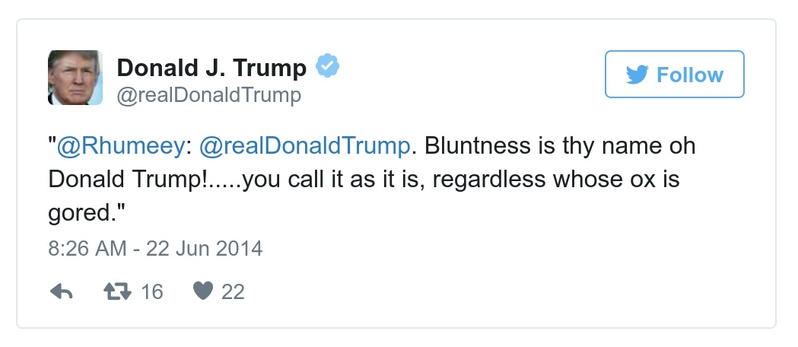 Donald J. Trump
@realDonaldTrump
Follow
"@Rhumeey: @realDonaldTrump. Bluntness is thy name oh
Donald Trump!.....you call it as it is, regardless whose ox is
gored."
8:26 AM - 22 Jun 2014
16 22